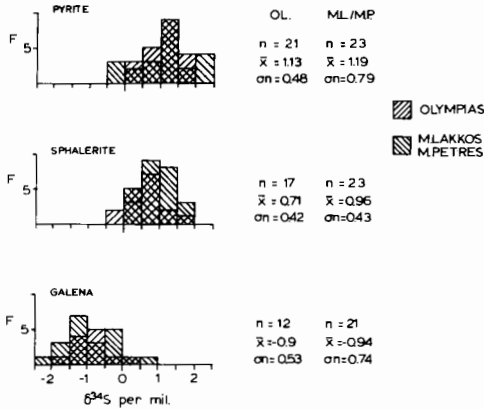 PYRITE
F
5
OL. M.L./M.P.
n = 21 n = 23
x̄ = 1.13 x̄ = 1.19
σn=0.48 σn=0.79
OLYMPIAS
M.LAKKOS
M.PETRES
SPHALERITE
F
5
n = 17 n = 23
x̄ = 0.71 x̄ = 0.96
σn=0.42 σn=0.43
GALENA
F
5
n = 12 n = 21
x̄ =-0.9 x̄ =-0.94
σn=0.53 σn=0.74
-2 -1 0 1 2
δ³⁴S per mil.